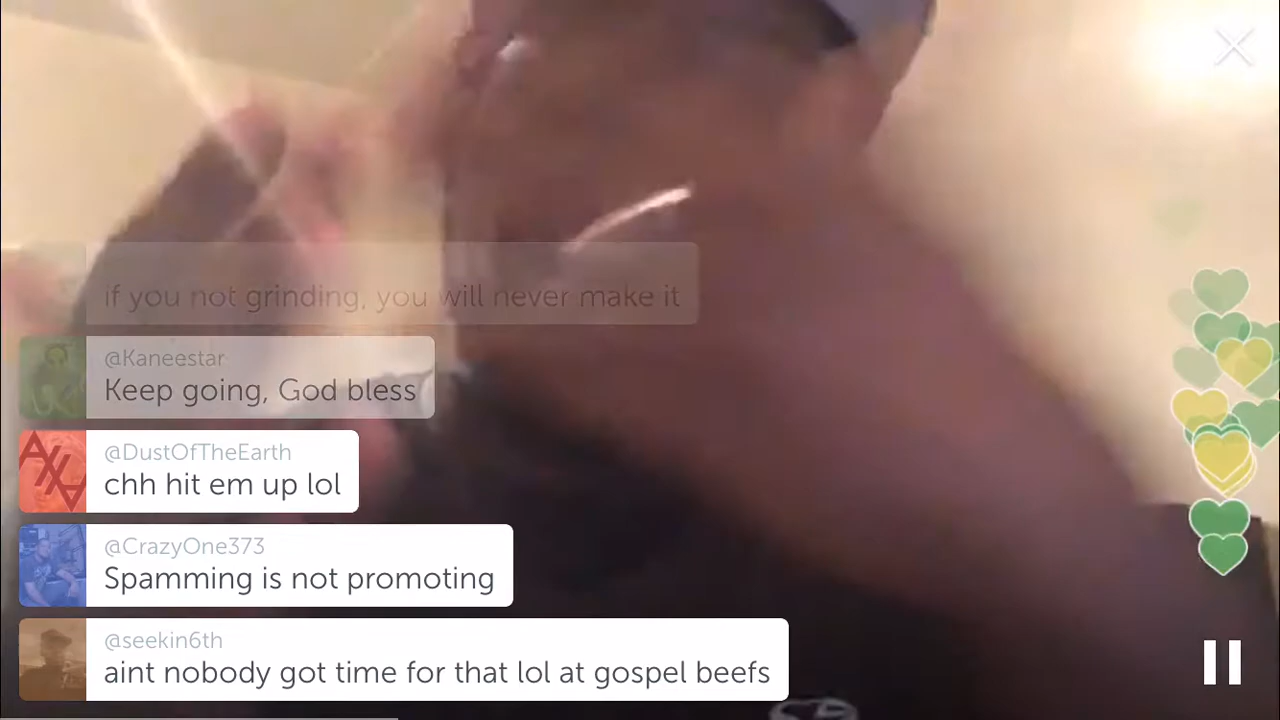 if you not grinding, you will never make it
@Kaneestar
Keep going, God bless
@DustOfTheEarth
chh hit em up lol
@CrazyOne373
Spamming is not promoting
@seekin6th
aint nobody got time for that lol at gospel beefs